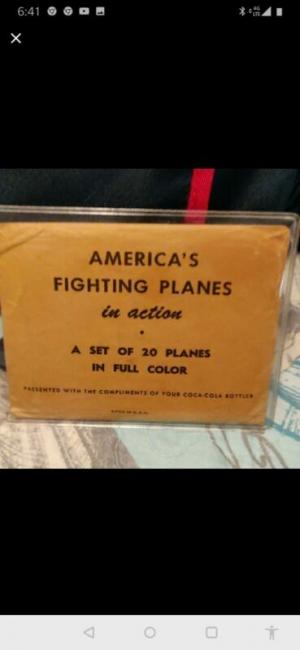 6:41
AMERICA'S
FIGHTING PLANES
in action
A SET OF 20 PLANES
IN FULL COLOR
PRESENTED WITH THE COMPLIMENTS OF YOUR COCA-COLA BOTTLER